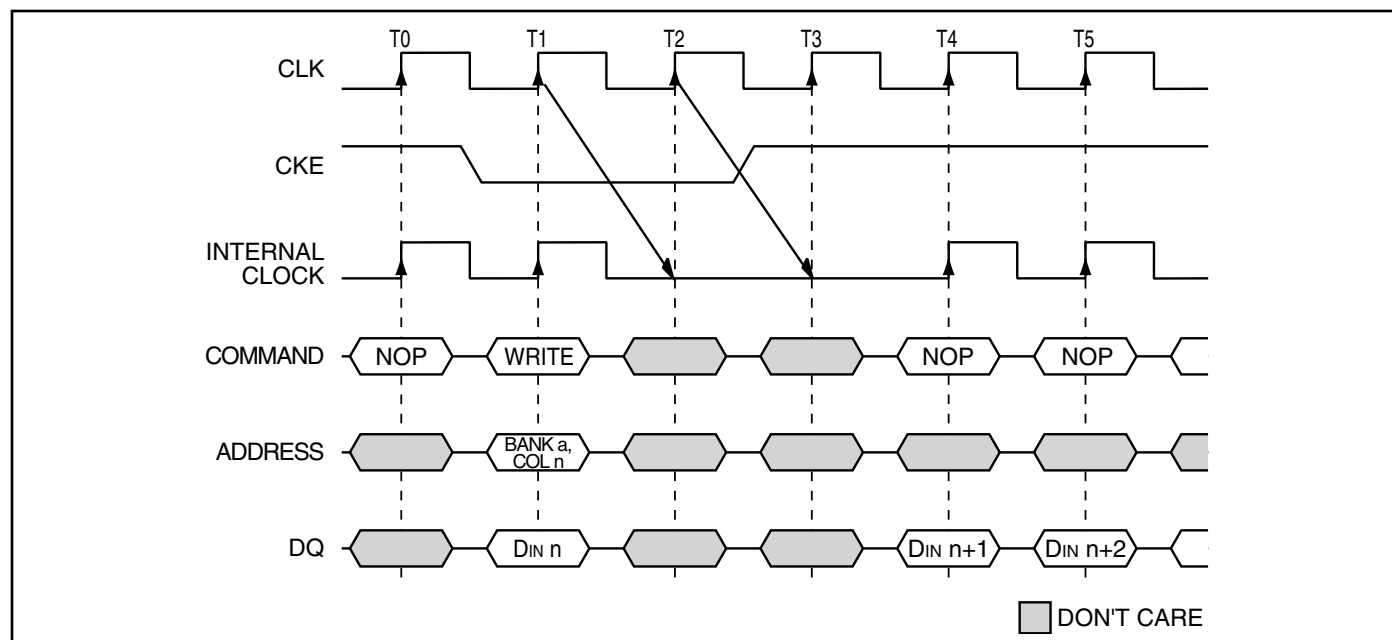 T0 T1 T2 T3 T4 T5
CLK
CKE
INTERNAL
CLOCK
COMMAND NOP WRITE NOP NOP
ADDRESS BANK a,
COL n
DQ DIN n DIN n+1 DIN n+2
DON'T CARE